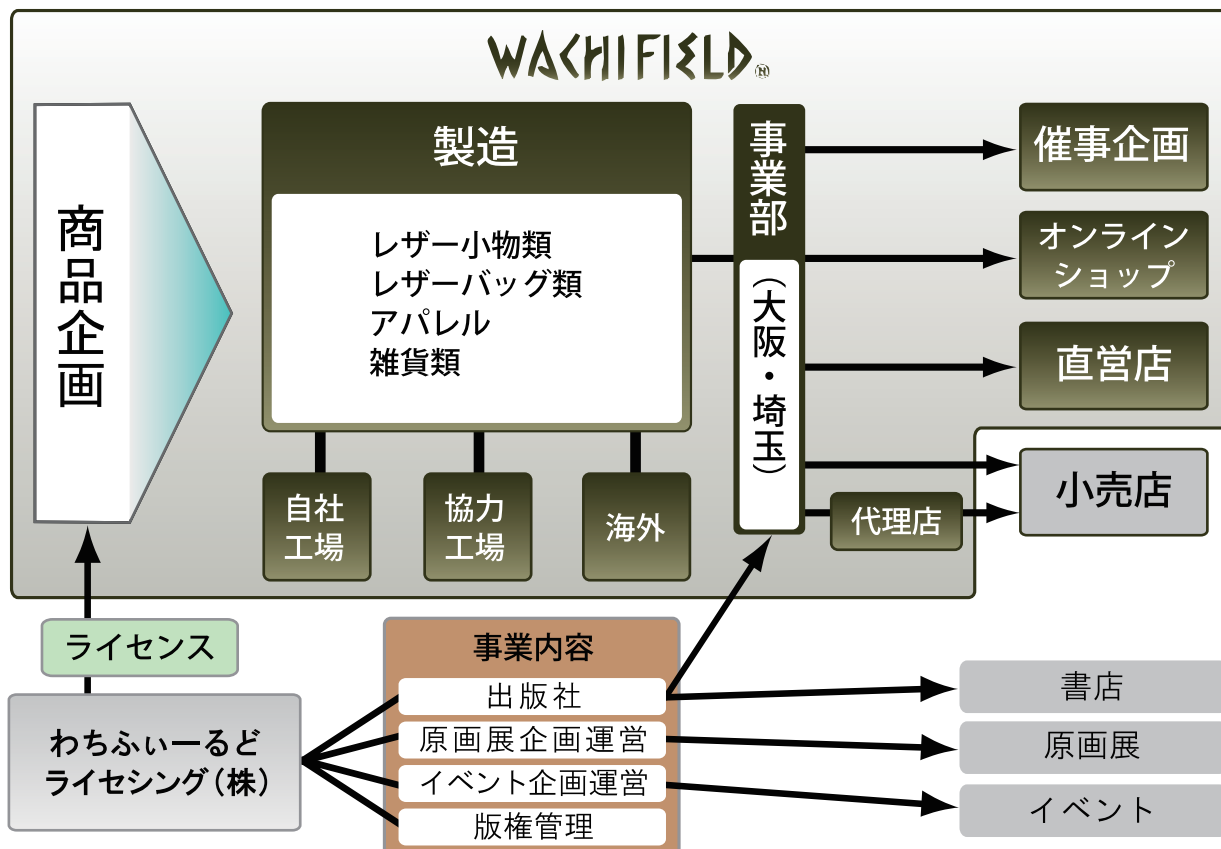 WACHIFIELD®
商品企画
製造
レザー小物類
レザーバッグ類
アパレル
雑貨類
自社
工場
協力
工場
海外
事業部
（大阪・埼玉）
催事企画
オンライン
ショップ
直営店
小売店
代理店
ライセンス
わちふぃーるど
ライセシング（株）
事業内容
出版社
原画展企画運営
イベント企画運営
版権管理
書店
原画展
イベント